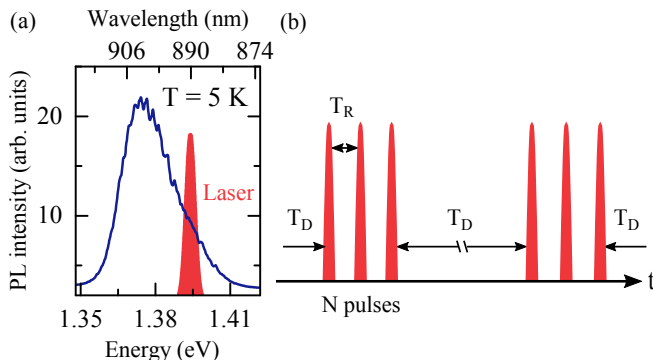 (a)
Wavelength (nm)
906 890 874
PL intensity (arb. units)
20
10
T = 5 K
Laser
1.35 1.38 1.41
Energy (eV)
(b)
T_R
T_D T_D T_D
N pulses
t